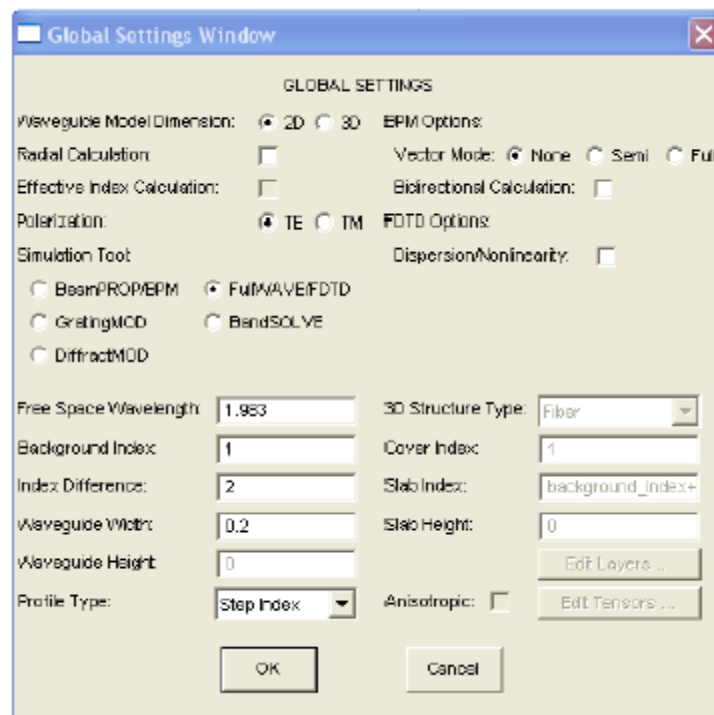 Global Settings Window
GLOBAL SETTINGS
Waveguide Model Dimension: 2D 3D BPM Options:
Radial Calculation: Vector Mode: None Semi Full
Effective Index Calculation: Bidirectional Calculation:
Polarization: TE TM FDTD Options:
Simulation Tool: Dispersion/Nonlinearity:
BeamPROP/BPM FullWAVE/FDTD
GratingMOD BandSOLVE
DiffractMOD
Free Space Wavelength: 1.983 3D Structure Type: Fiber
Background Index: 1 Cover Index: 1
Index Difference: 2 Slab Index: background_index+
Waveguide Width: 0.2 Slab Height: 0
Waveguide Height: 0 Edit Layers ...
Profile Type: Step Index Anisotropic: Edit Tensors ...
OK Cancel